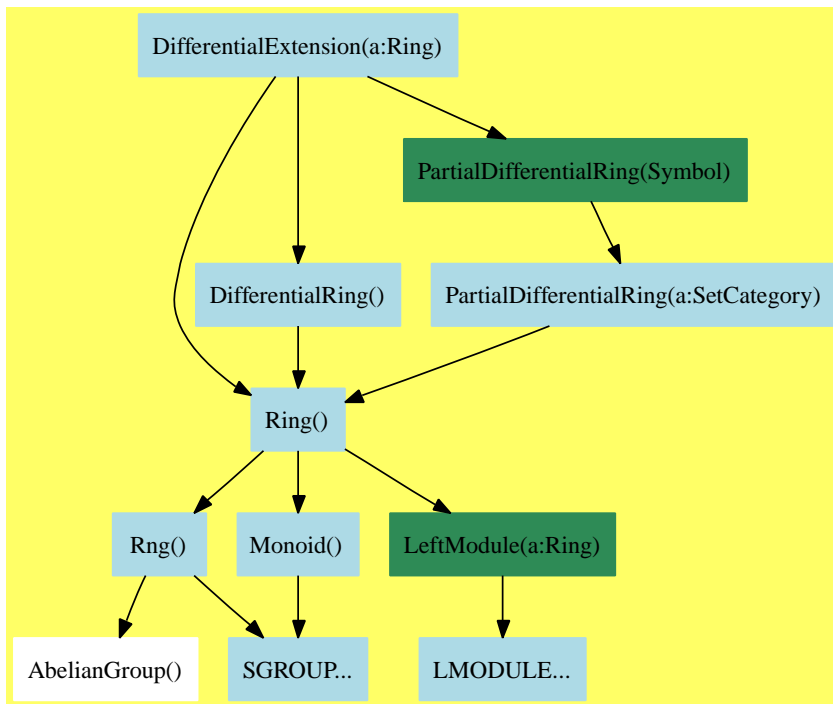 DifferentialExtension(a:Ring)
PartialDifferentialRing(Symbol)
DifferentialRing()
PartialDifferentialRing(a:SetCategory)
Ring()
Rng()
Monoid()
LeftModule(a:Ring)
AbelianGroup()
SGROUP...
LMODULE...